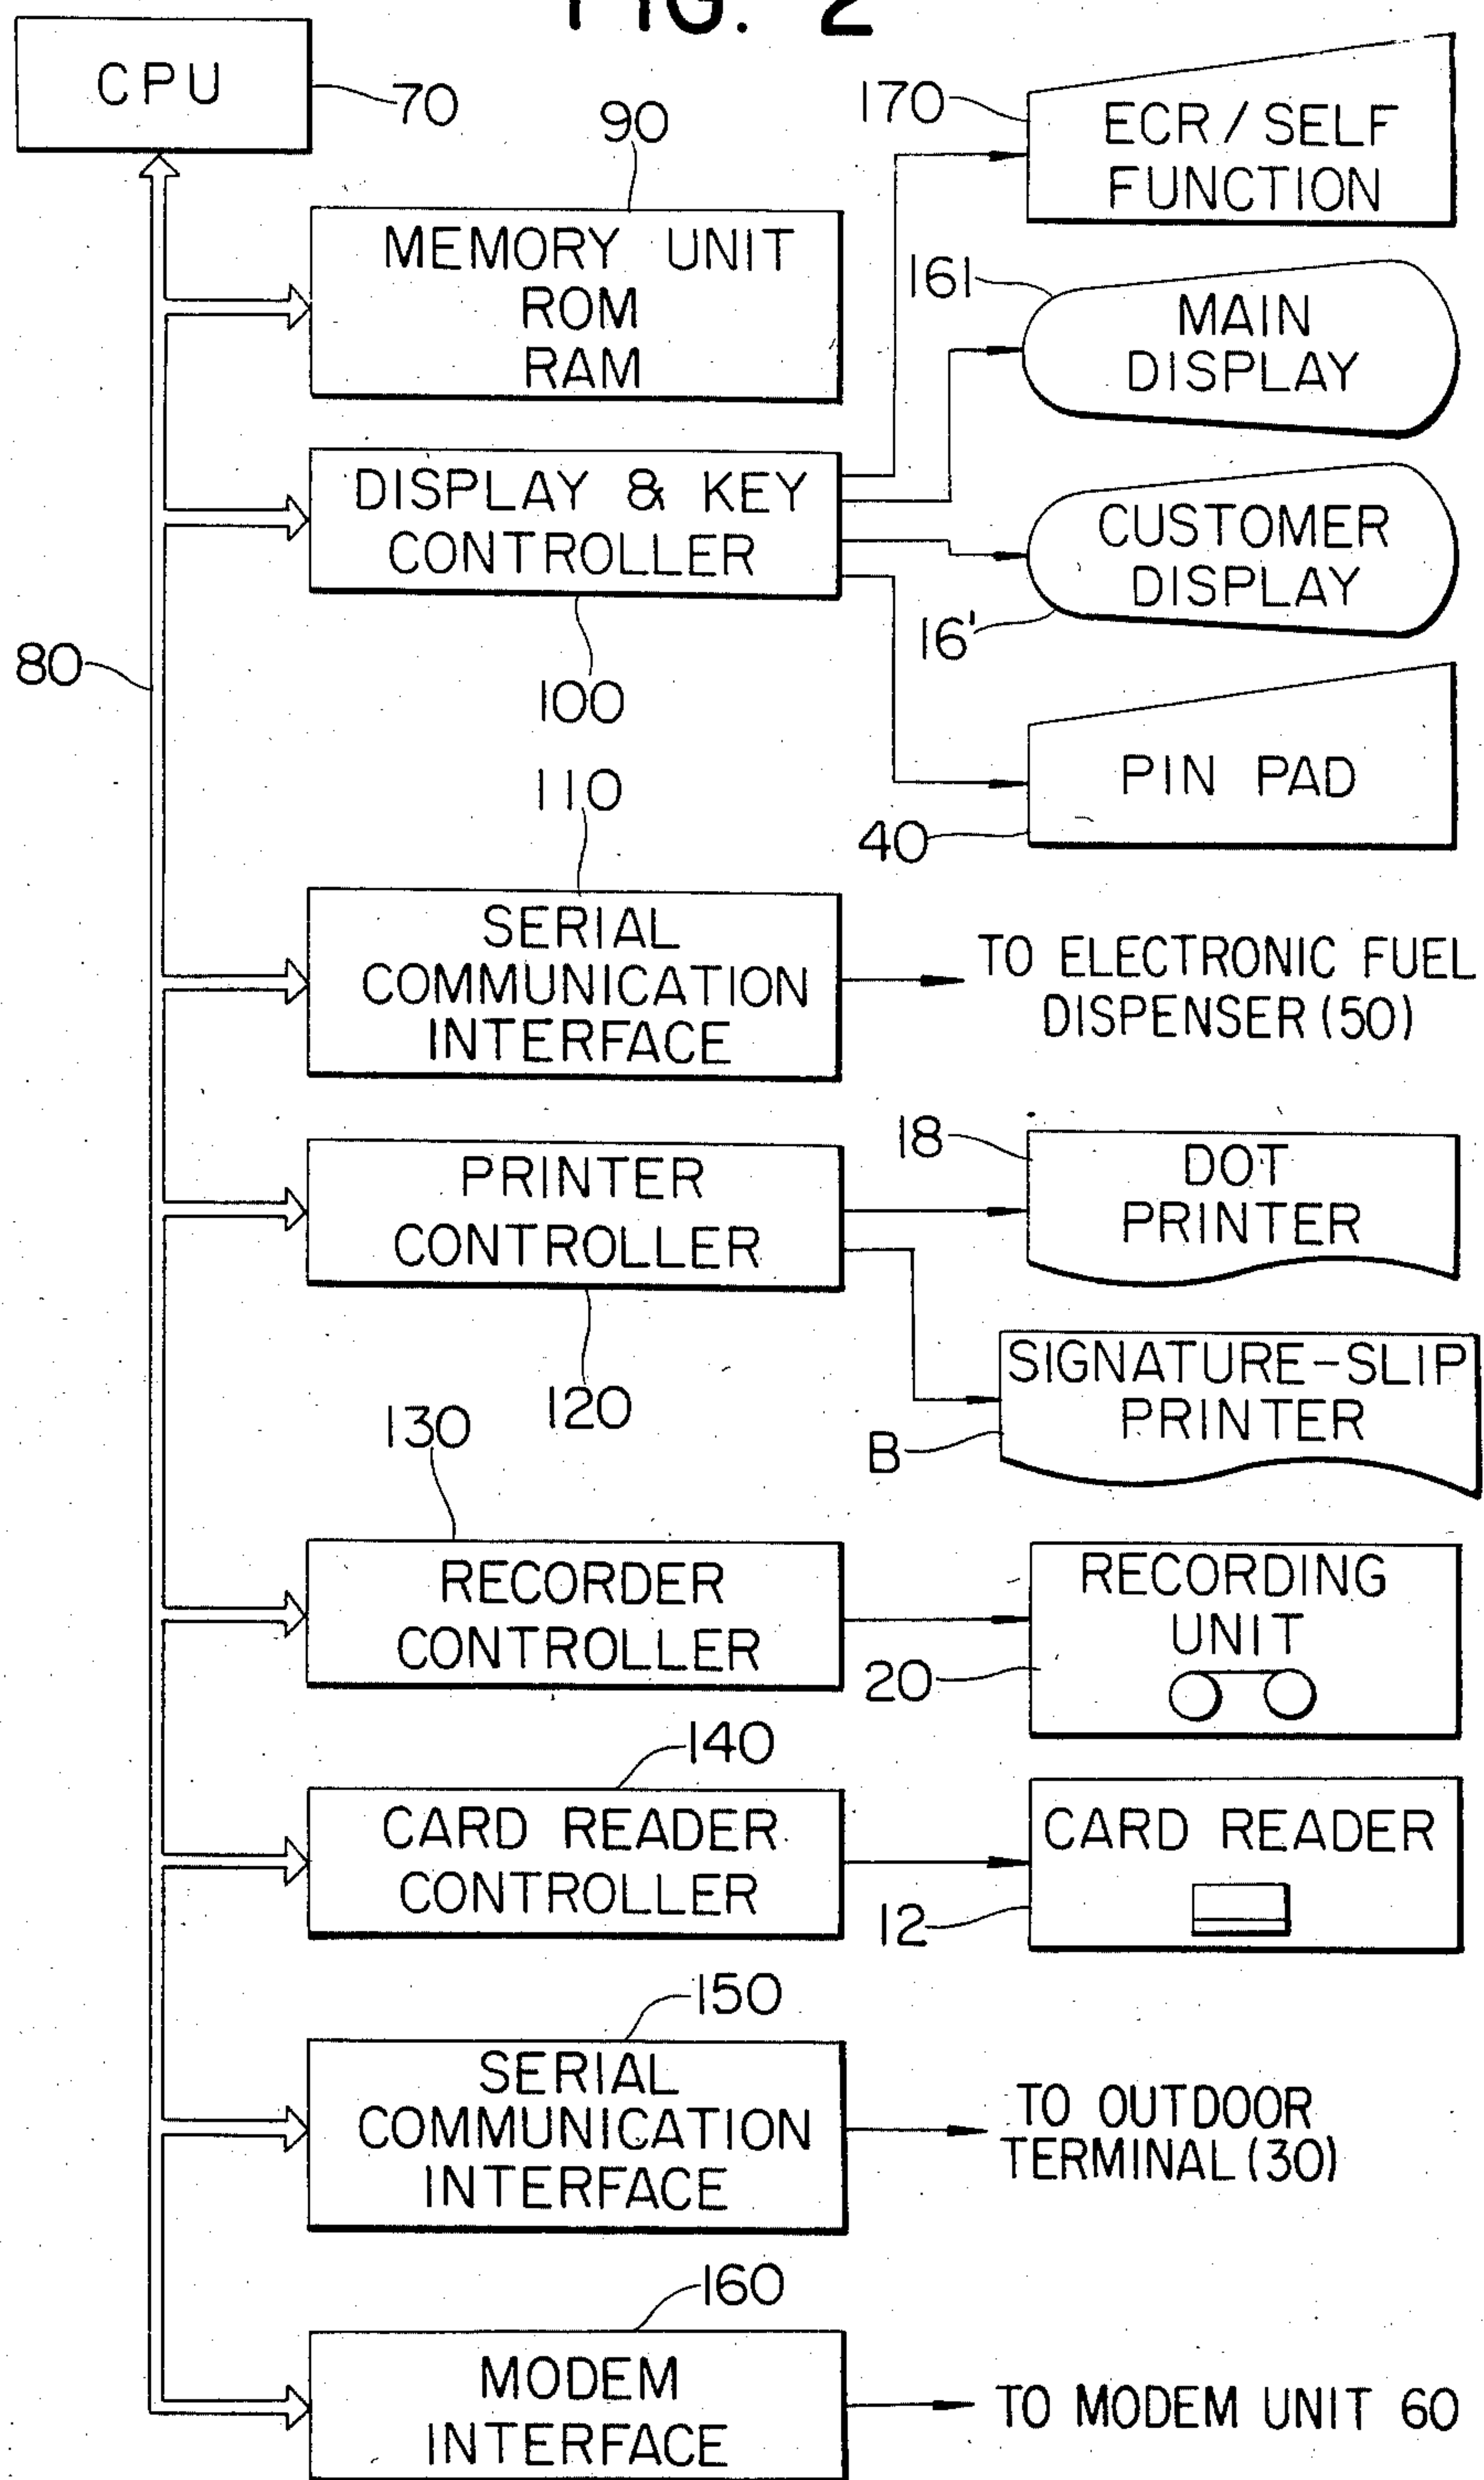 FIG. 2
CPU
70
90
MEMORY UNIT
ROM
RAM
170
ECR/SELF
FUNCTION
161
MAIN
DISPLAY
DISPLAY & KEY
CONTROLLER
100
CUSTOMER
DISPLAY
16'
80
PIN PAD
40
110
SERIAL
COMMUNICATION
INTERFACE
TO ELECTRONIC FUEL
DISPENSER (50)
PRINTER
CONTROLLER
120
18
DOT
PRINTER
SIGNATURE-SLIP
PRINTER
B
130
RECORDER
CONTROLLER
RECORDING
UNIT
20
140
CARD READER
CONTROLLER
CARD READER
12
150
SERIAL
COMMUNICATION
INTERFACE
TO OUTDOOR
TERMINAL (30)
160
MODEM
INTERFACE
TO MODEM UNIT 60